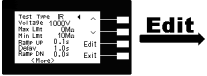 Test Type IR
Voltage 1000V
Max Lmt 0MΩ
Min Lmt 10MΩ
Ramp UP 0.1s Edit
Delay 1.0s
Ramp DN 0.0s Exit
<More>
Edit